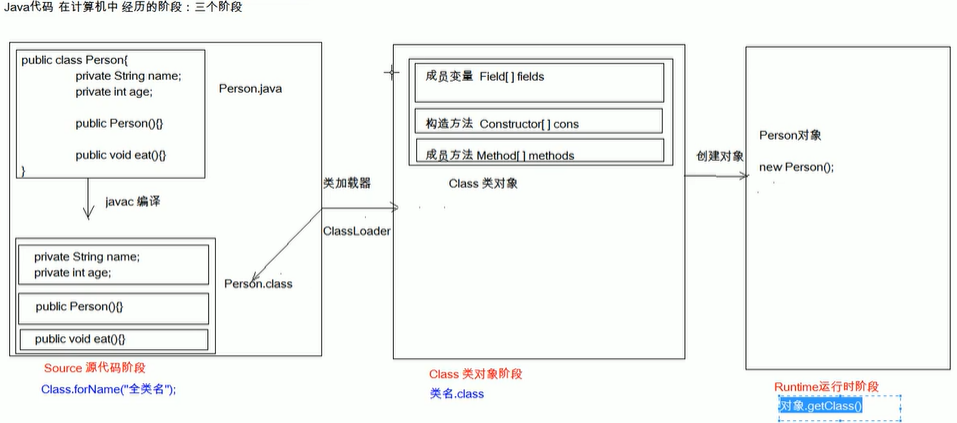 Java代码 在计算机中 经历的阶段：三个阶段
public class Person{
private String name;
private int age;
public Person(){}
public void eat(){}
}
Person.java
javac 编译
private String name;
private int age;
public Person(){}
public void eat(){}
Person.class
Source 源代码阶段
Class.forName("全类名");
类加载器
ClassLoader
成员变量 Field[ ] fields
构造方法 Constructor[ ] cons
成员方法 Method[ ] methods
Class 类对象
Class 类对象阶段
类名.class
创建对象
Person对象
new Person();
Runtime运行时阶段
对象.getClass()